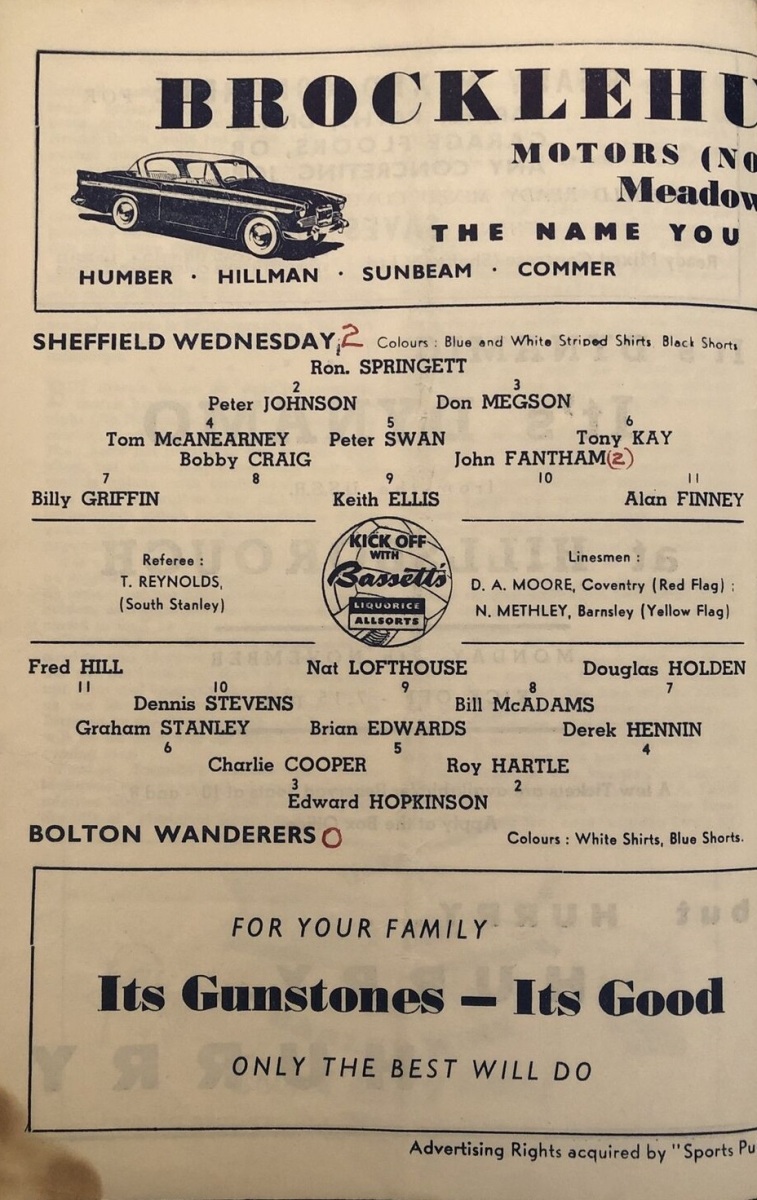 BROCKLEHU
MOTORS (NO
Meadow
THE NAME YOU
HUMBER · HILLMAN · SUNBEAM · COMMER
SHEFFIELD WEDNESDAY; 2 Colours : Blue and White Striped Shirts, Black Shorts
Ron. SPRINGETT
2 3
Peter JOHNSON Don MEGSON
4 5 6
Tom McANEARNEY Peter SWAN Tony KAY
Bobby CRAIG John FANTHAM (2)
7 8 9 10 11
Billy GRIFFIN Keith ELLIS Alan FINNEY
Referee :
T. REYNOLDS,
(South Stanley)
KICK OFF
WITH
Bassett's
LIQUORICE
ALLSORTS
Linesmen :
D. A. MOORE, Coventry (Red Flag) ;
N. METHLEY, Barnsley (Yellow Flag)
Fred HILL Nat LOFTHOUSE Douglas HOLDEN
11 10 9 8 7
Dennis STEVENS Bill McADAMS
Graham STANLEY Brian EDWARDS Derek HENNIN
6 5 4
Charlie COOPER Roy HARTLE
3 2
Edward HOPKINSON
BOLTON WANDERERS 0 Colours : White Shirts, Blue Shorts.
FOR YOUR FAMILY
Its Gunstones — Its Good
ONLY THE BEST WILL DO
Advertising Rights acquired by "Sports Pu